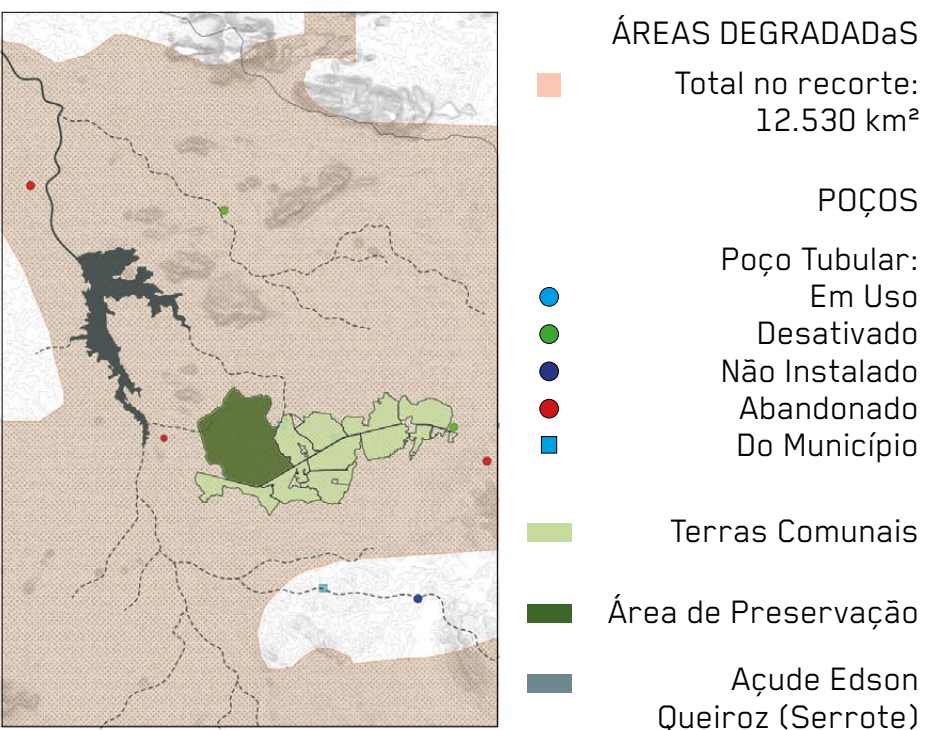 ÁREAS DEGRADADaS
Total no recorte:
12.530 km²
POÇOS
Poço Tubular:
Em Uso
Desativado
Não Instalado
Abandonado
Do Município
Terras Comunais
Área de Preservação
Açude Edson
Queiroz (Serrote)